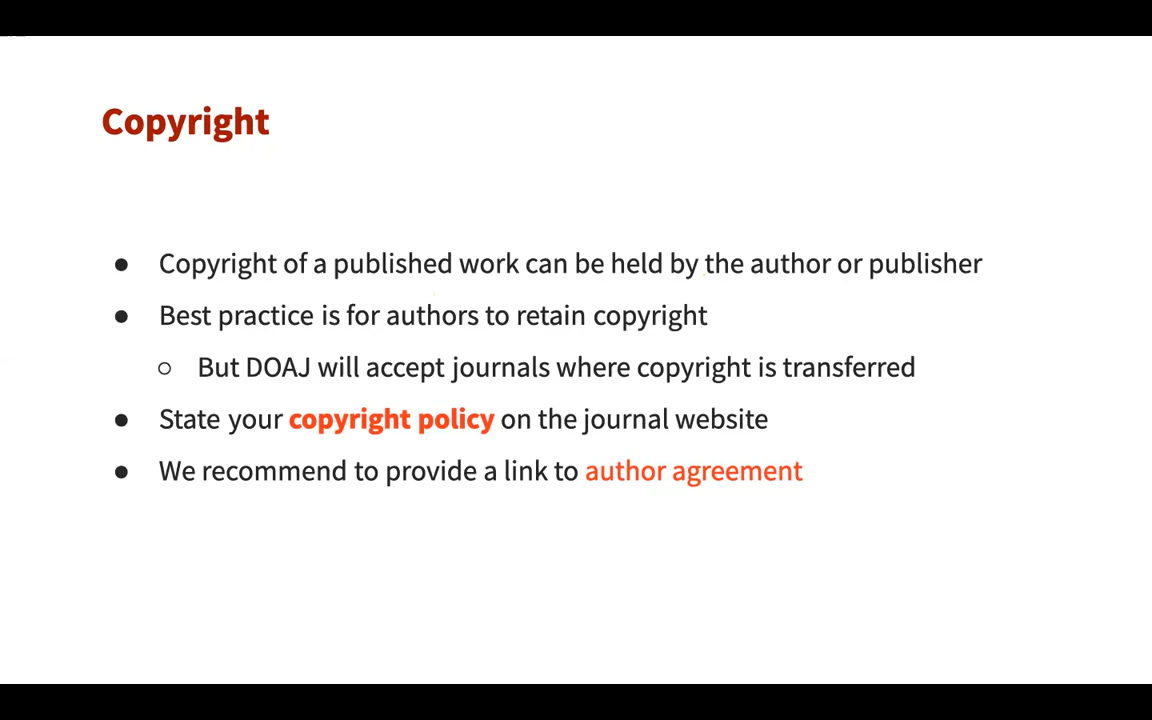 Copyright
● Copyright of a published work can be held by the author or publisher
● Best practice is for authors to retain copyright
○ But DOAJ will accept journals where copyright is transferred
● State your copyright policy on the journal website
● We recommend to provide a link to author agreement